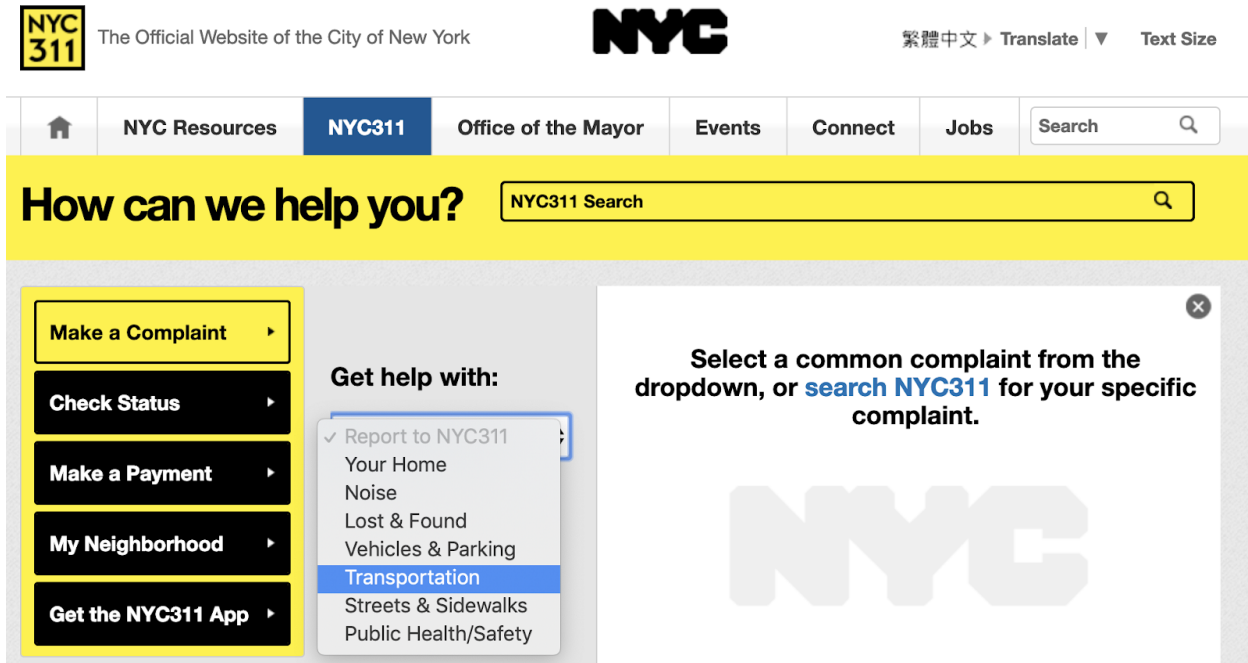 NYC
311
The Official Website of the City of New York
NYC
繁體中文 Translate ▼ Text Size
NYC Resources NYC311 Office of the Mayor Events Connect Jobs Search
How can we help you? NYC311 Search
Make a Complaint
Check Status
Make a Payment
My Neighborhood
Get the NYC311 App
Get help with:
✓ Report to NYC311
Your Home
Noise
Lost & Found
Vehicles & Parking
Transportation
Streets & Sidewalks
Public Health/Safety
Select a common complaint from the
dropdown, or search NYC311 for your specific
complaint.
NYC